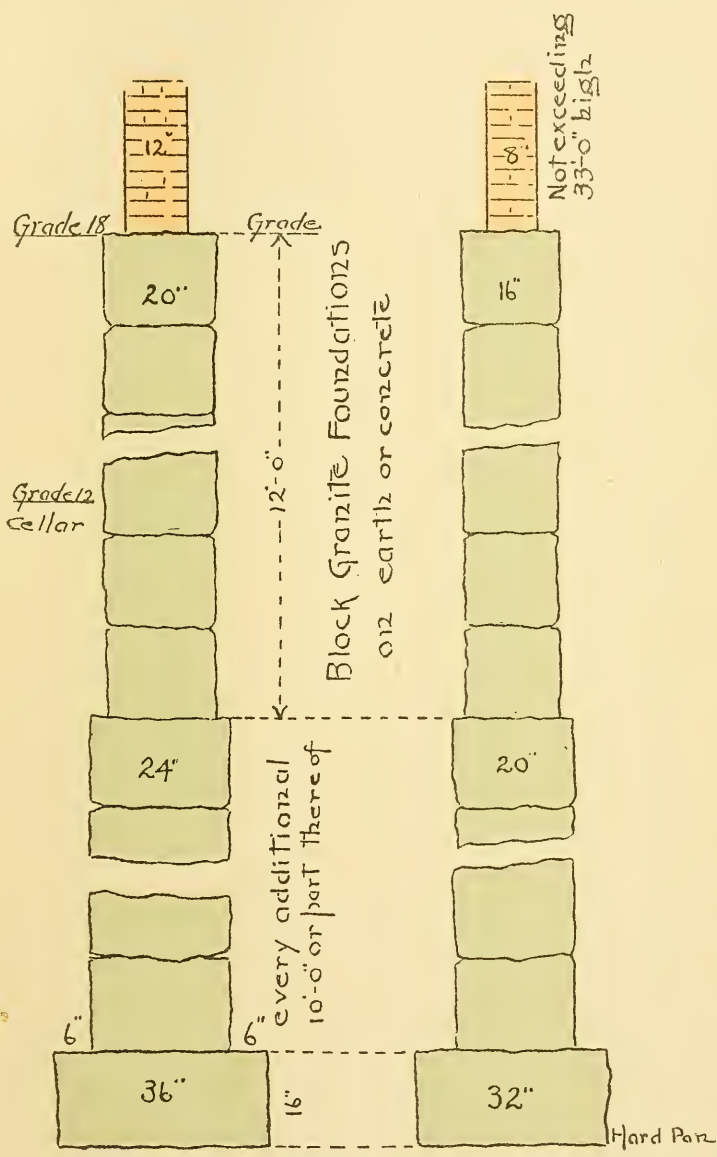 12"
8"
Not exceeding
33'-0" high
Grade 18
Grade
20"
16"
12'-0"
Block Granite Foundations
on earth or concrete
Grade 12
Cellar
24"
20"
every additional
10'-0" or part there of
6"
6"
36"
16"
32"
Hard Pan